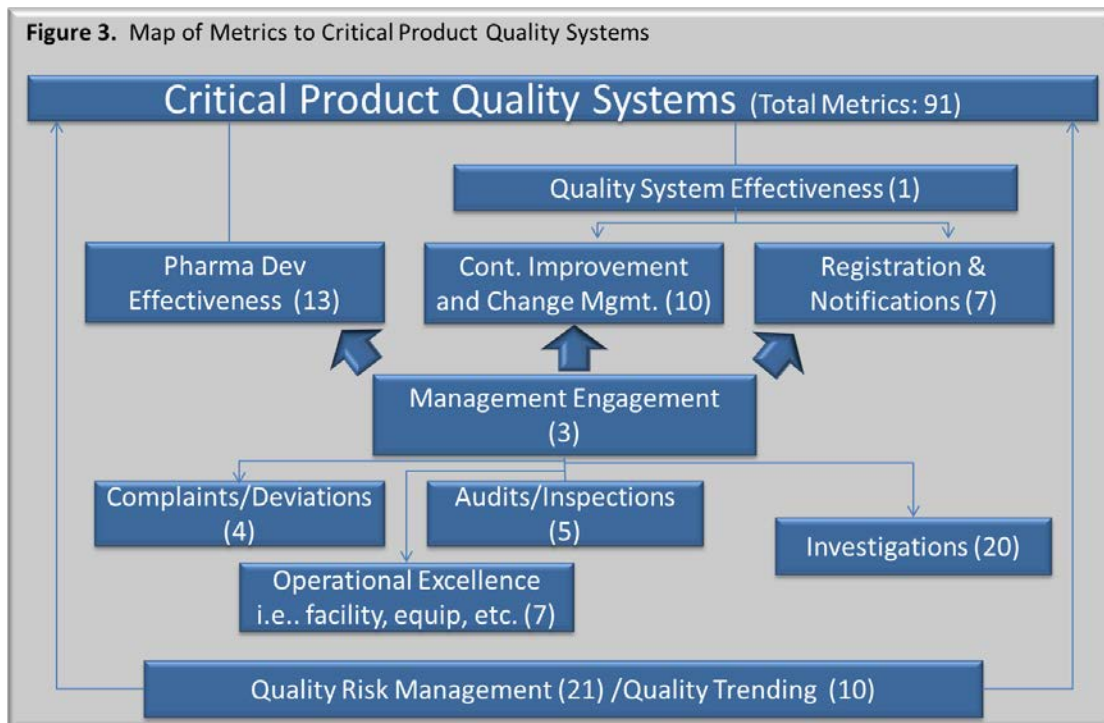 Figure 3. Map of Metrics to Critical Product Quality Systems
Critical Product Quality Systems (Total Metrics: 91)
Quality System Effectiveness (1)
Pharma Dev
Effectiveness (13)
Cont. Improvement
and Change Mgmt. (10)
Registration &
Notifications (7)
Management Engagement
(3)
Complaints/Deviations
(4)
Audits/Inspections
(5)
Investigations (20)
Operational Excellence
i.e.. facility, equip, etc. (7)
Quality Risk Management (21) /Quality Trending (10)